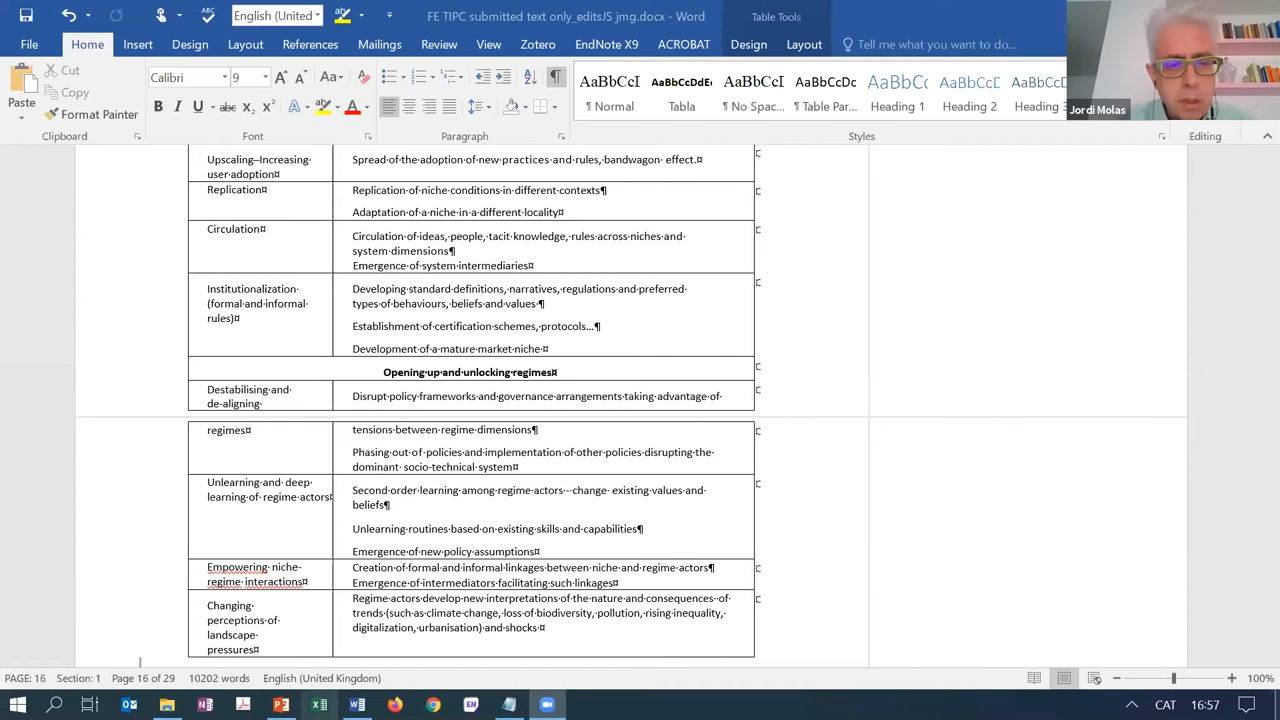 FE TIPC submitted text only_editsJS jmg.docx - Word
Table Tools
English (United
File Home Insert Design Layout References Mailings Review View Zotero EndNote X9 ACROBAT Design Layout Tell me what you want to do...
Paste
Cut
Copy
Format Painter
Calibri 9
AaBbCcI AaBbCcDdE AaBbCcI AaBbCcDc AaBbC AaBbCcD AaBbCcD
¶ Normal Tabla ¶ No Spac... ¶ Table Par... Heading 1 Heading 2 Heading 3
Jordi Molas
Clipboard Font Paragraph Styles Editing
Upscaling–Increasing user adoption¤
Spread of the adoption of new practices and rules, bandwagon effect.¤
Replication¤
Replication of niche conditions in different contexts¶
Adaptation of a niche in a different locality¤
Circulation¤
Circulation of ideas, people, tacit knowledge, rules across niches and
system dimensions¶
Emergence of system intermediaries¤
Institutionalization
(formal and informal
rules)¤
Developing standard definitions, narratives, regulations and preferred
types of behaviours, beliefs and values ¶
Establishment of certification schemes, protocols...¶
Development of a mature market niche ¤
Opening up and unlocking regimes¤
Destabilising and
de-aligning
Disrupt policy frameworks and governance arrangements taking advantage of
regimes¤
tensions between regime dimensions¶
Phasing out of policies and implementation of other policies disrupting the
dominant socio-technical system¤
Unlearning and deep
learning of regime actors¤
Second order learning among regime actors --change existing values and
beliefs¶
Unlearning routines based on existing skills and capabilities¶
Emergence of new policy assumptions¤
Empowering niche-
regime interactions¤
Creation of formal and informal linkages between niche and regime actors¶
Emergence of intermediators facilitating such linkages¤
Changing
perceptions of
landscape
pressures¤
Regime actors develop new interpretations of the nature and consequences of
trends (such as climate change, loss of biodiversity, pollution, rising inequality,
digitalization, urbanisation) and shocks ¤
PAGE: 16 Section: 1 Page 16 of 29 10202 words English (United Kingdom) 100%
CAT 16:57